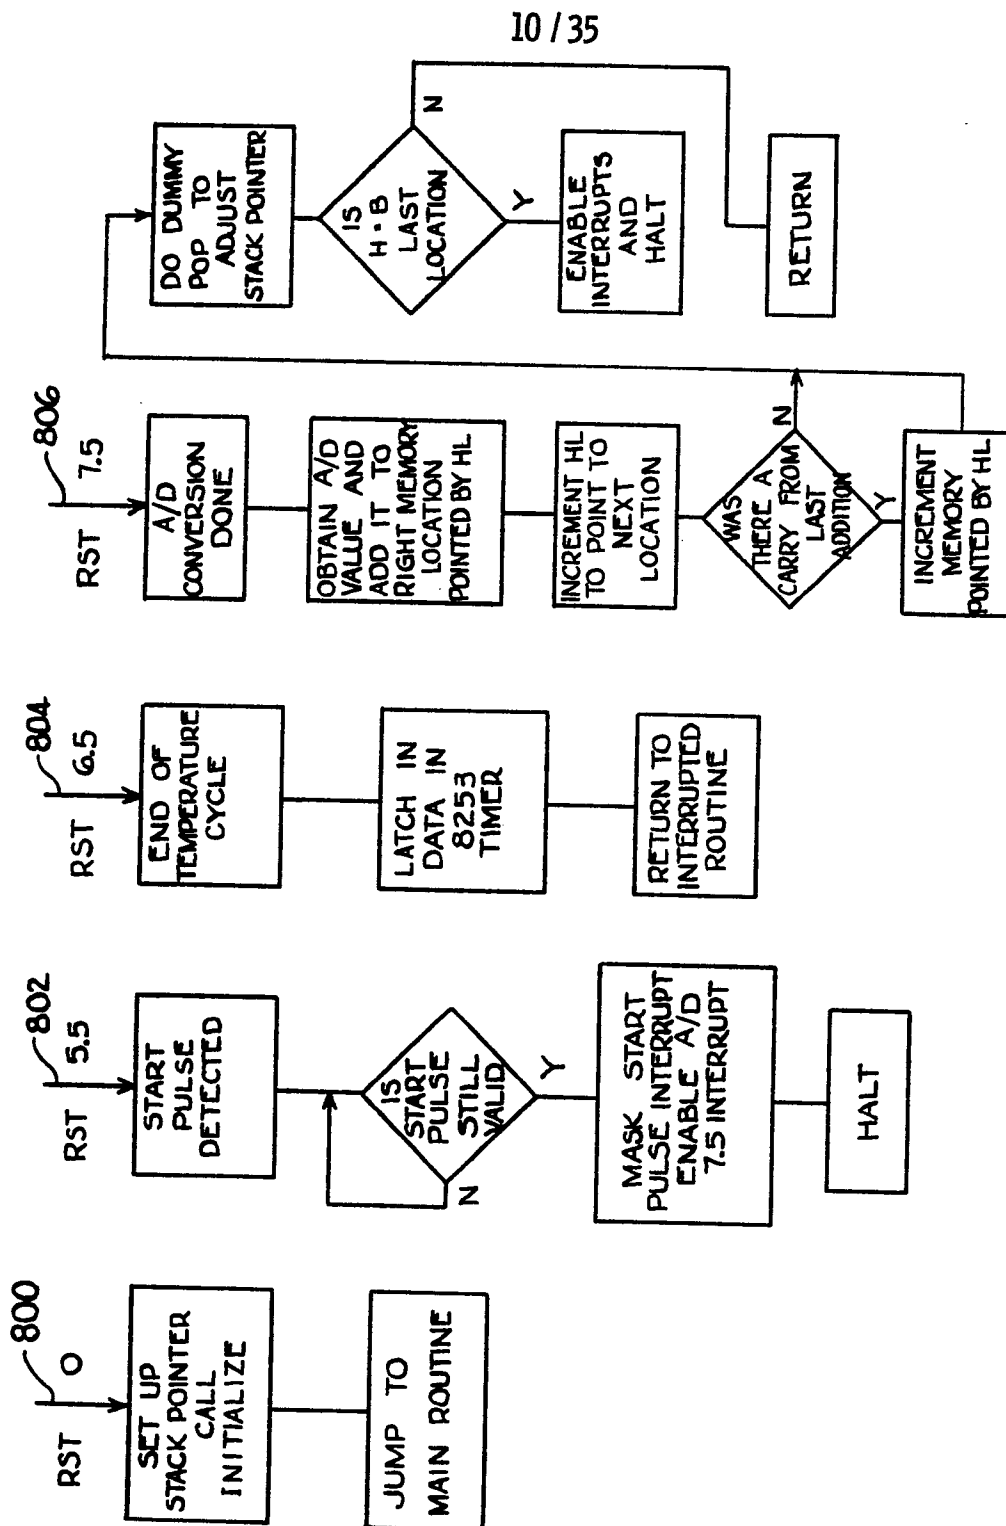 10/35
800
RST 0
SET UP
STACK POINTER
CALL
INITIALIZE
JUMP TO
MAIN ROUTINE
802
RST 5.5
START
PULSE
DETECTED
IS
START
PULSE
STILL
VALID
N
Y
MASK START
PULSE INTERRUPT
ENABLE A/D
7.5 INTERRUPT
HALT
804
RST 6.5
END OF
TEMPERATURE
CYCLE
LATCH IN
DATA IN
8253
TIMER
RETURN TO
INTERRUPTED
ROUTINE
806
RST 7.5
A/D
CONVERSION
DONE
OBTAIN A/D
VALUE AND
ADD IT TO
RIGHT MEMORY
LOCATION
POINTED BY HL
INCREMENT HL
TO POINT TO
NEXT
LOCATION
WAS
THERE A
CARRY FROM
LAST
ADDITION
N
Y
INCREMENT
MEMORY
POINTED BY HL
DO DUMMY
POP TO
ADJUST
STACK POINTER
IS
H = B
LAST
LOCATION
N
Y
ENABLE
INTERRUPTS
AND
HALT
RETURN